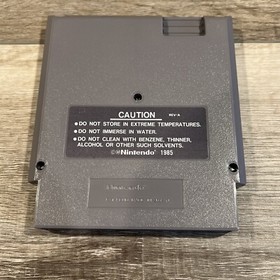 CAUTION REV-A
• DO NOT STORE IN EXTREME TEMPERATURES.
• DO NOT IMMERSE IN WATER.
• DO NOT CLEAN WITH BENZENE, THINNER,
ALCOHOL OR OTHER SUCH SOLVENTS.
©®Nintendo 1985